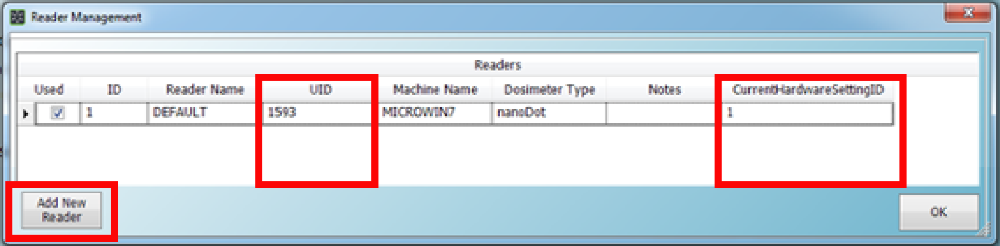 Reader Management
Readers
Used ID Reader Name UID Machine Name Dosimeter Type Notes CurrentHardwareSettingID
1 DEFAULT 1593 MICROWIN7 nanoDot 1
Add New
Reader
OK